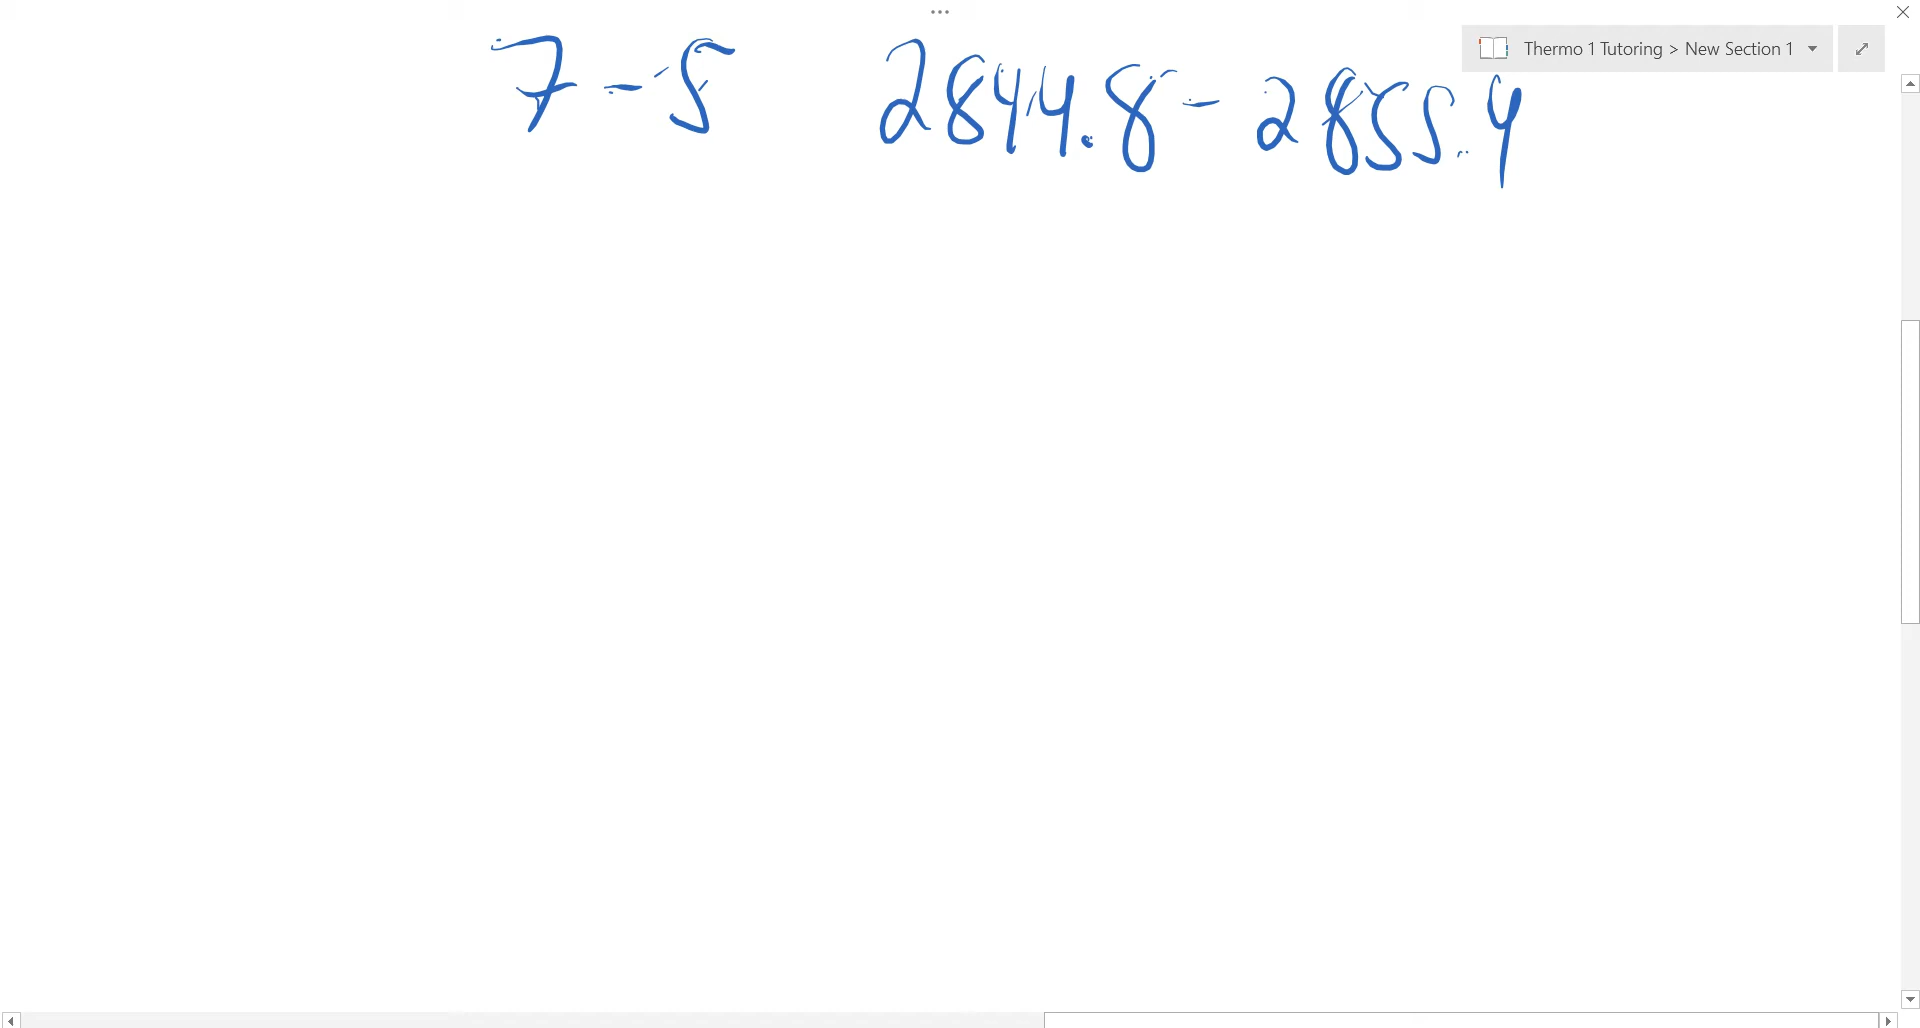 7 - 5 2844.8 - 2855.4
Thermo 1 Tutoring > New Section 1